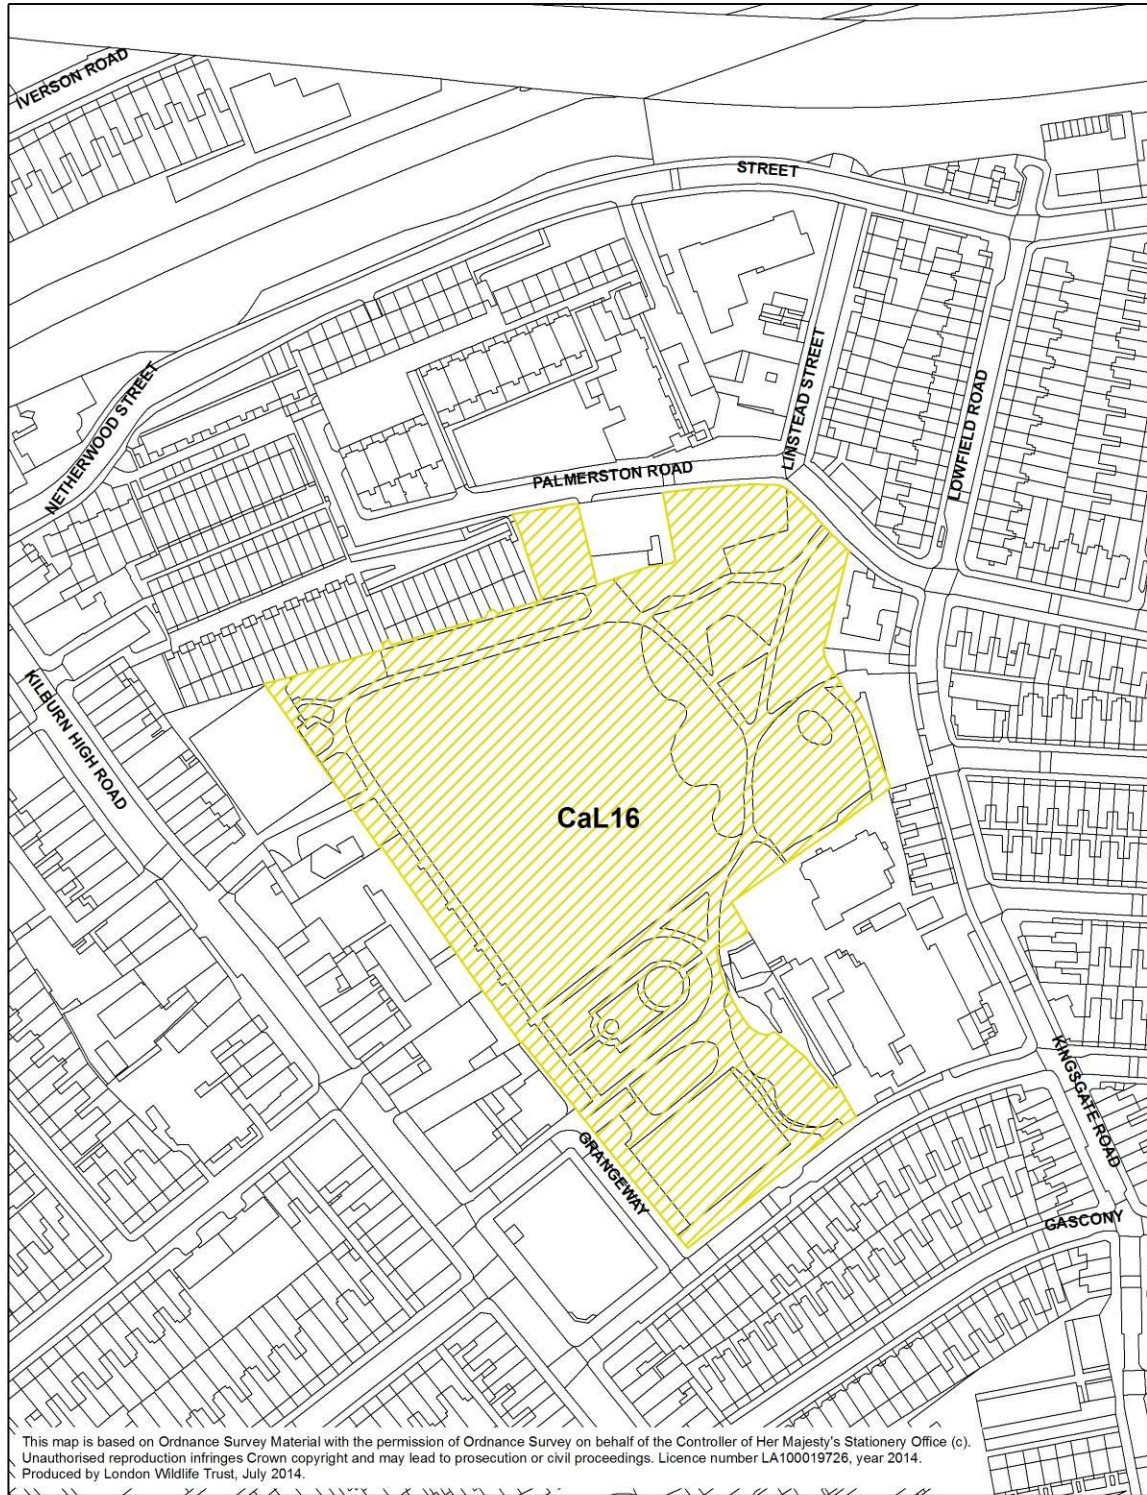 IVERSON ROAD
STREET
NETHERWOOD STREET
LINSTEAD STREET
LOWFIELD ROAD
PALMERSTON ROAD
KILBURN HIGH ROAD
CaL16
KINGSGATE ROAD
GRANGEWAY
GASCONY
This map is based on Ordnance Survey Material with the permission of Ordnance Survey on behalf of the Controller of Her Majesty's Stationery Office (c).
Unauthorised reproduction infringes Crown copyright and may lead to prosecution or civil proceedings. Licence number LA100019726, year 2014.
Produced by London Wildlife Trust, July 2014.